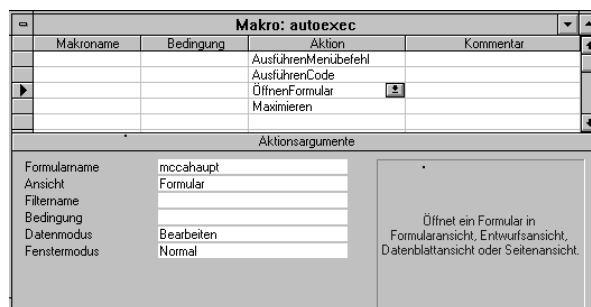 Makro: autoexec
Makroname Bedingung Aktion Kommentar
AusführenMenübefehl
AusführenCode
ÖffnenFormular
Maximieren
Aktionsargumente
Formularname mccahaupt
Ansicht Formular
Filtername
Bedingung
Datenmodus Bearbeiten
Fenstermodus Normal
Öffnet ein Formular in
Formularansicht, Entwurfsansicht,
Datenblattansicht oder Seitenansicht.